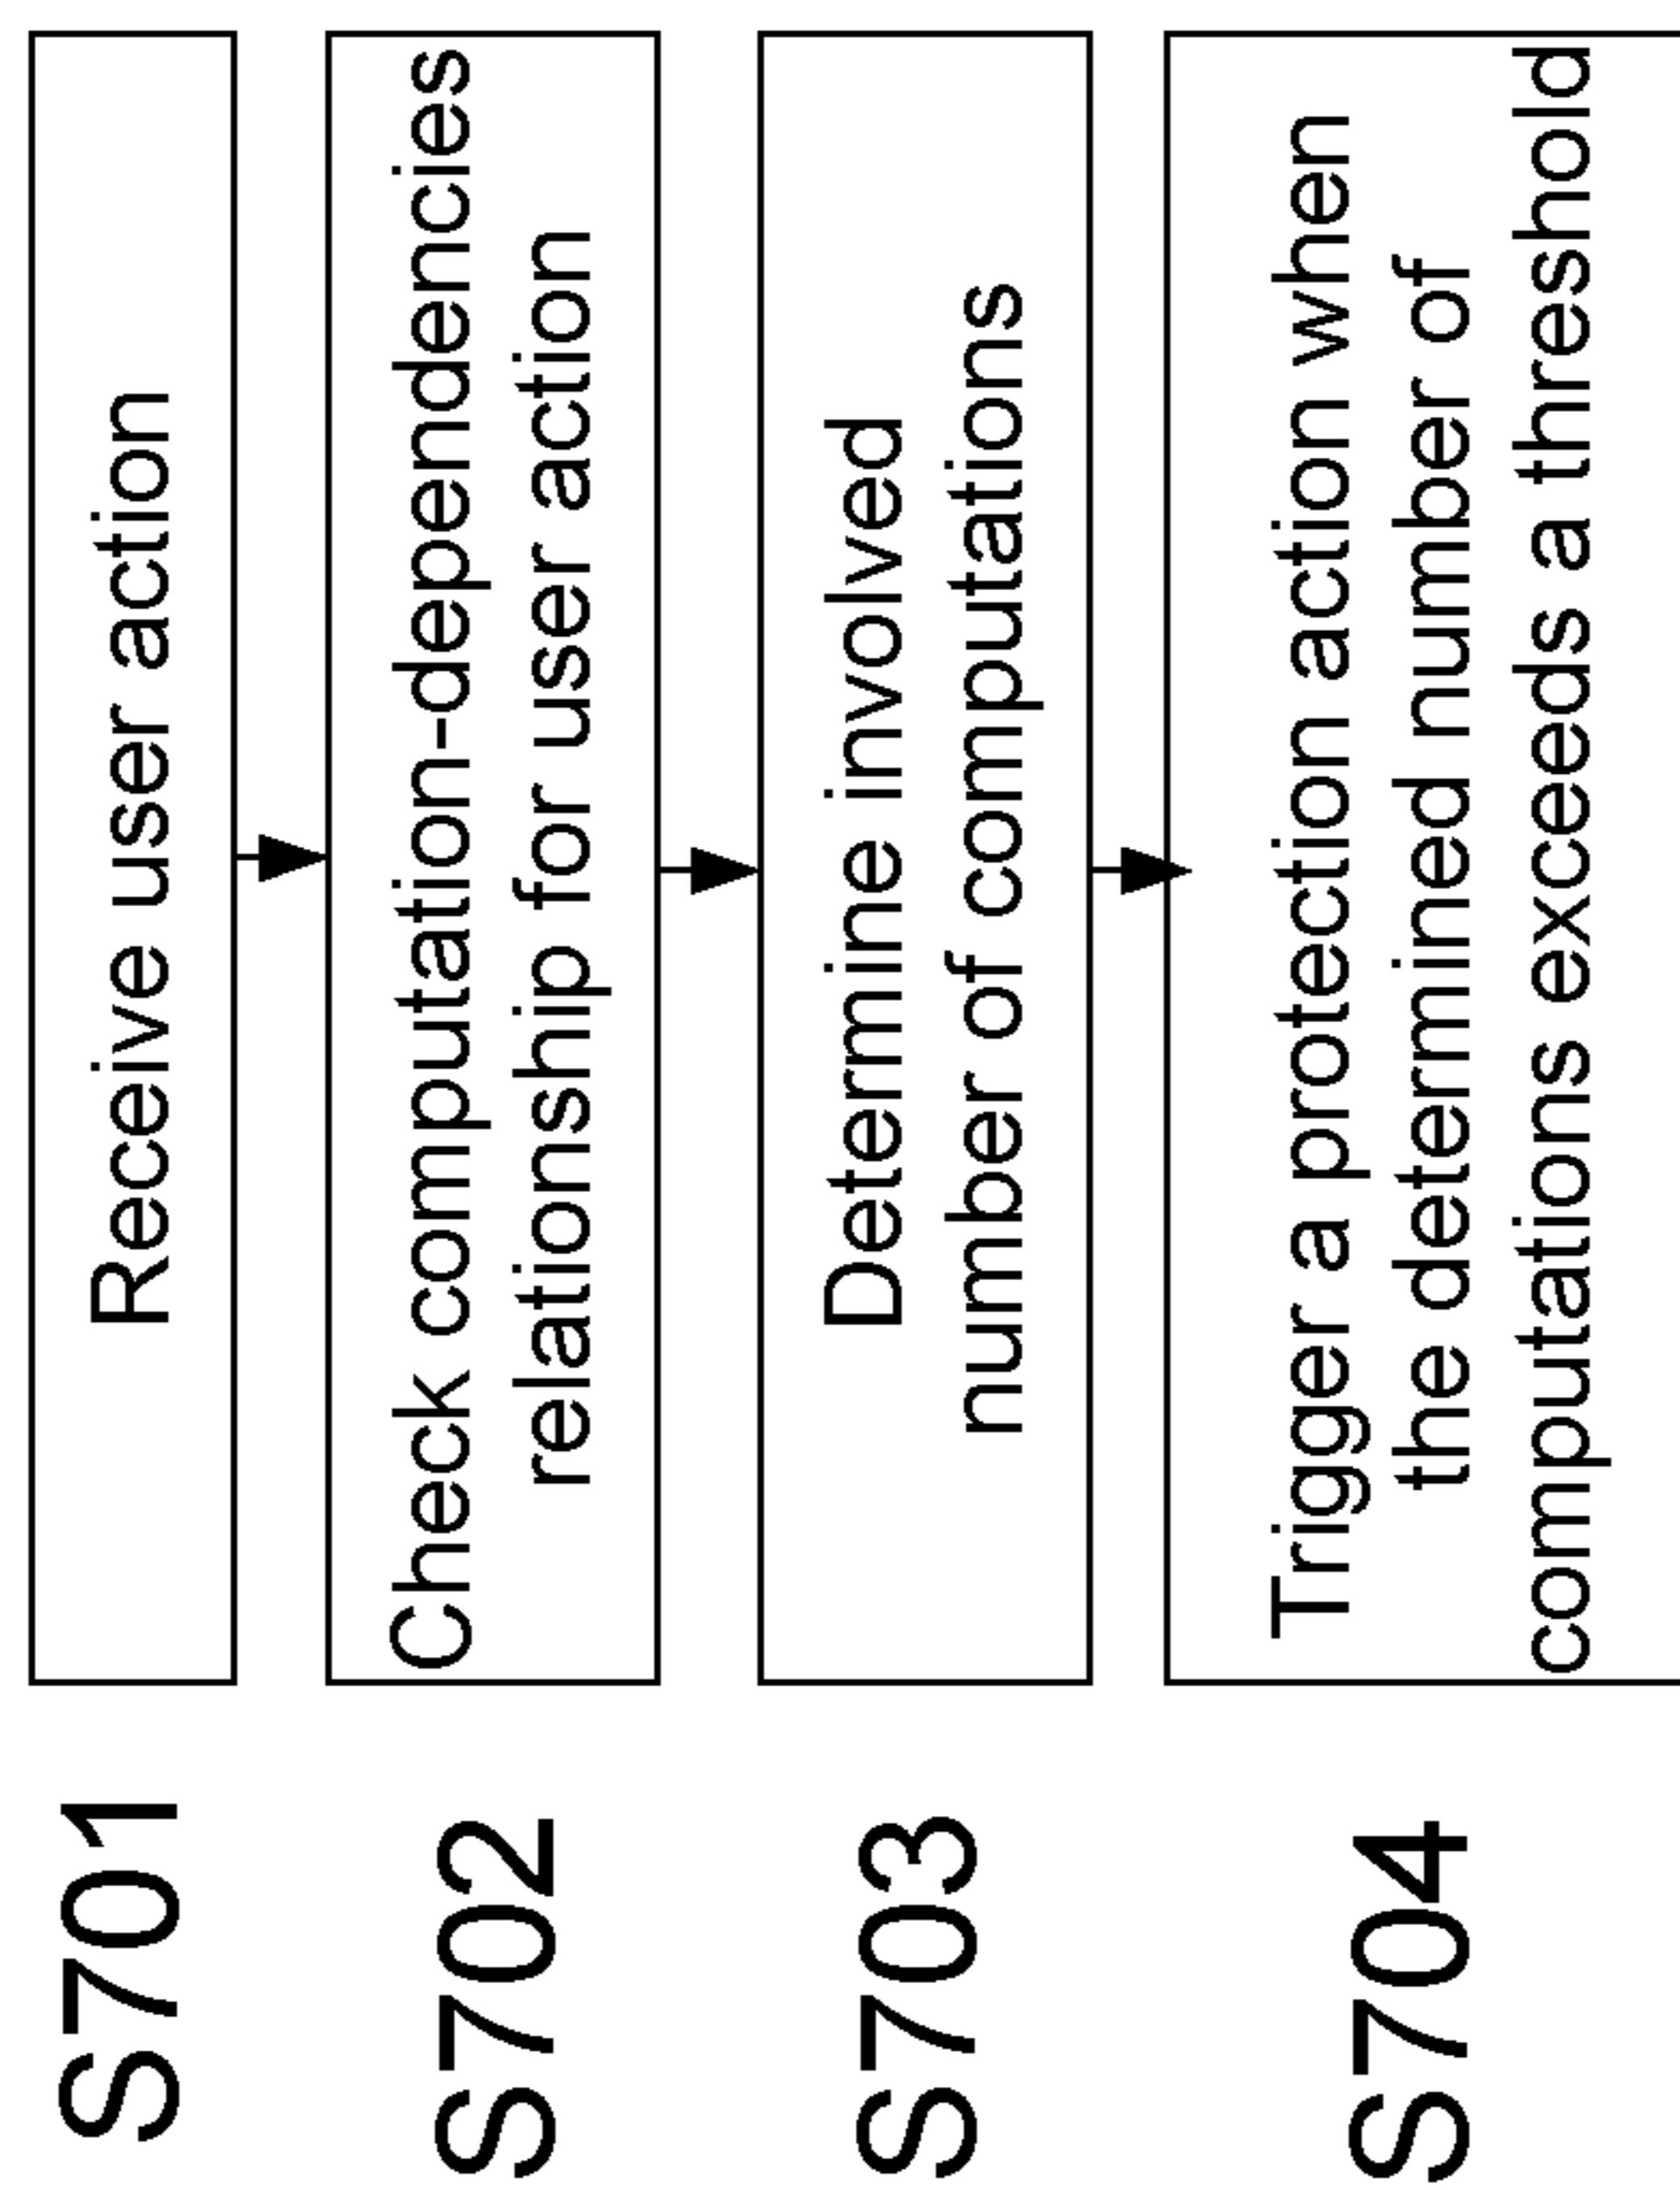 S701
Receive user action
S702
Check computation-dependencies
relationship for user action
S703
Determine involved
number of computations
S704
Trigger a protection action when
the determined number of
computations exceeds a threshold